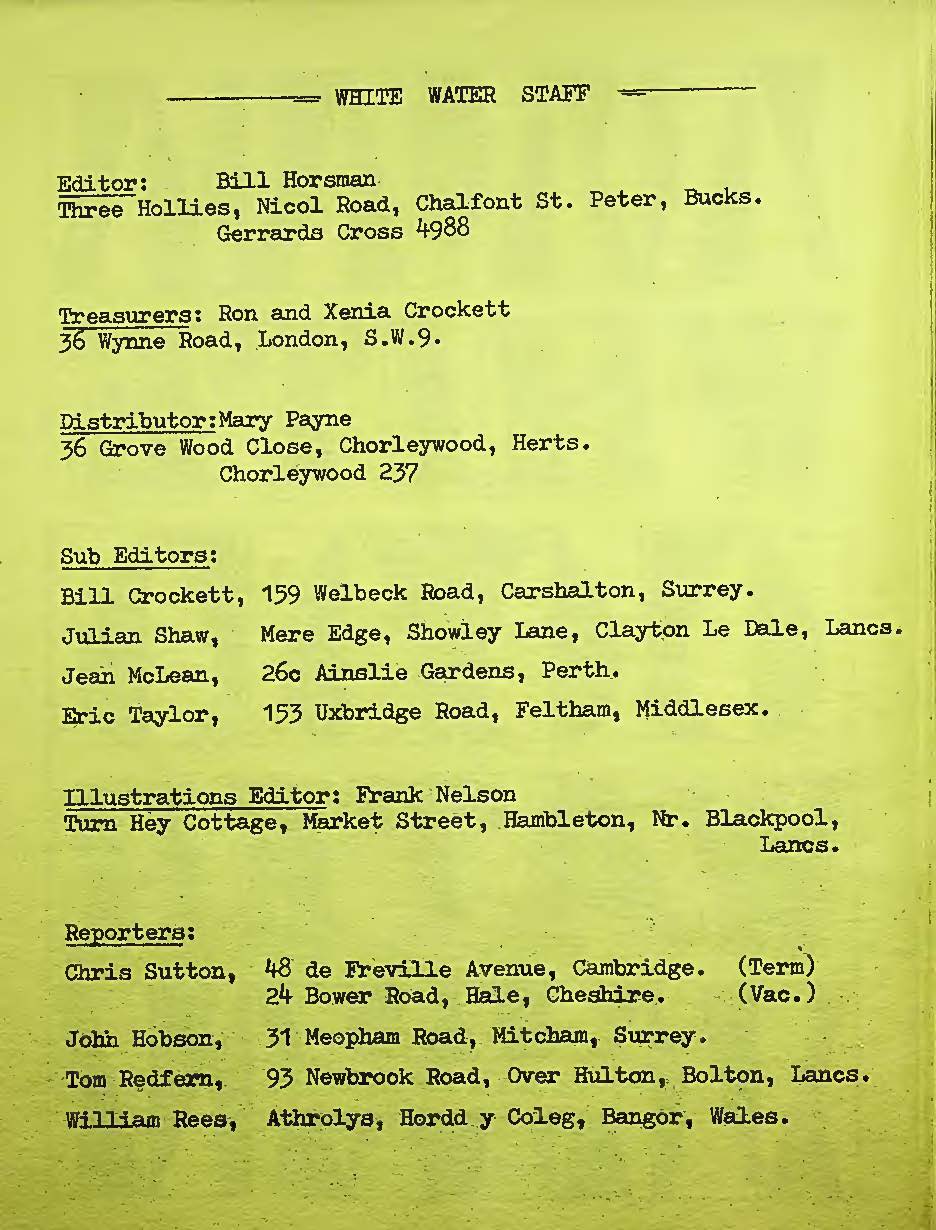 WHITE WATER STAFF
Editor: Bill Horsman
Three Hollies, Nicol Road, Chalfont St. Peter, Bucks.
Gerrards Cross 4988
Treasurers: Ron and Xenia Crockett
36 Wynne Road, London, S.W.9.
Distributor:Mary Payne
36 Grove Wood Close, Chorleywood, Herts.
Chorleywood 237
Sub Editors:
Bill Crockett, 159 Welbeck Road, Carshalton, Surrey.
Julian Shaw, Mere Edge, Showley Lane, Clayton Le Dale, Lancs.
Jean McLean, 26c Ainslie Gardens, Perth.
Eric Taylor, 153 Uxbridge Road, Feltham, Middlesex.
Illustrations Editor: Frank Nelson
Turn Hey Cottage, Market Street, Hambleton, Nr. Blackpool,
Lancs.
Reporters:
Chris Sutton, 48 de Freville Avenue, Cambridge. (Term)
24 Bower Road, Hale, Cheshire. (Vac.)
John Hobson, 31 Meopham Road, Mitcham, Surrey.
Tom Redfern, 93 Newbrook Road, Over Hulton, Bolton, Lancs.
William Rees, Athrolys, Hordd y Coleg, Bangor, Wales.